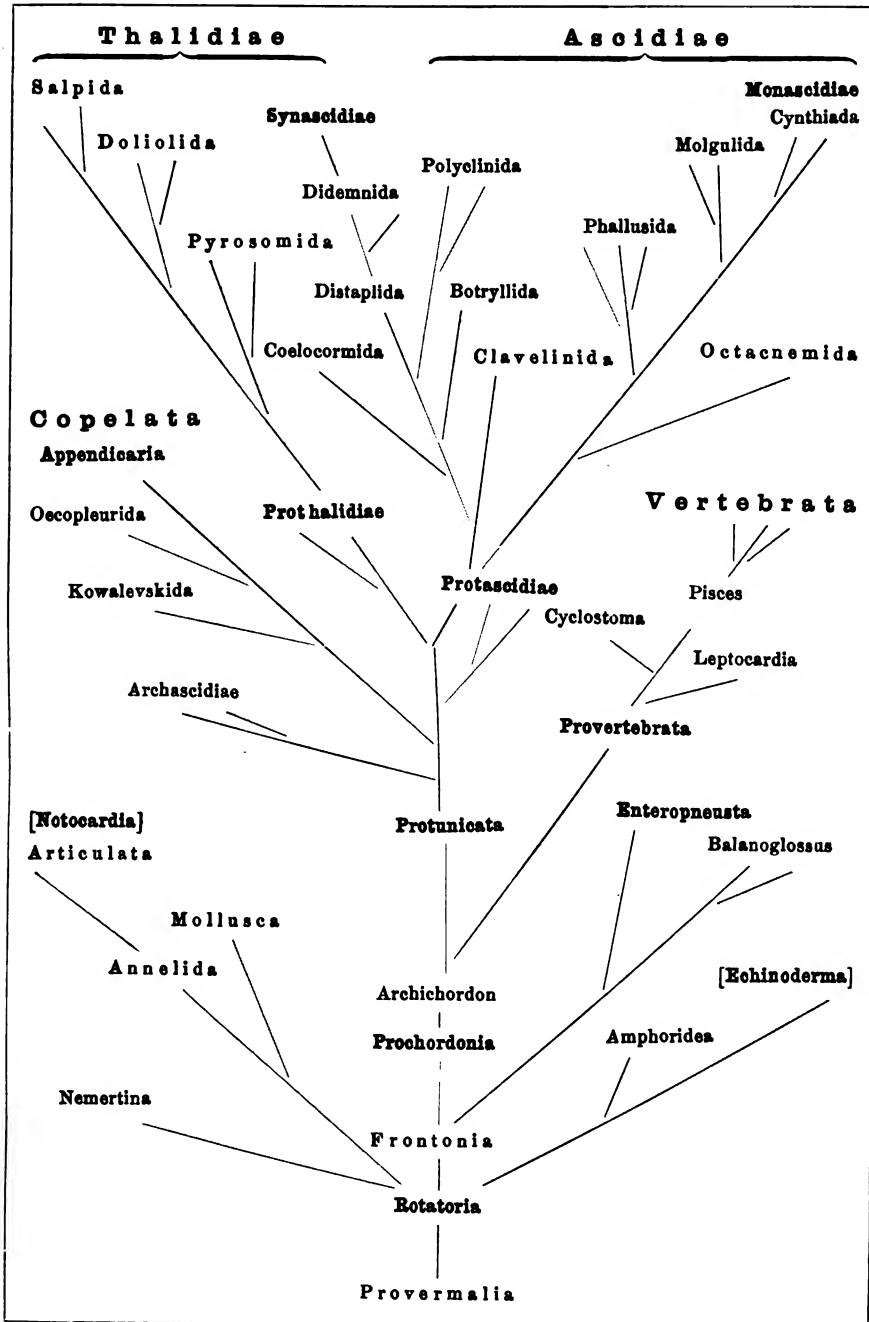 Thalidiae
Ascidiae
Salpida
Monascidiae
Synascidiae
Cynthiada
Doliolida
Molgulida
Polyclinida
Didemnida
Phallusida
Pyrosomida
Distaplida
Botryllida
Coelocormida
Clavelinida
Octacnemida
Copelata
Appendicaria
Vertebrata
Oecopleurida
Prothalidiae
Protascidiae
Kowalevskida
Pisces
Cyclostoma
Leptocardia
Archascidiae
Provertebrata
[Notocardia]
Protunicata
Enteropneusta
Articulata
Balanoglossus
Mollusca
Annelida
[Echinoderma]
Archichordon
Prochordonia
Amphoridea
Nemertina
Frontonia
Rotatoria
Provermalia